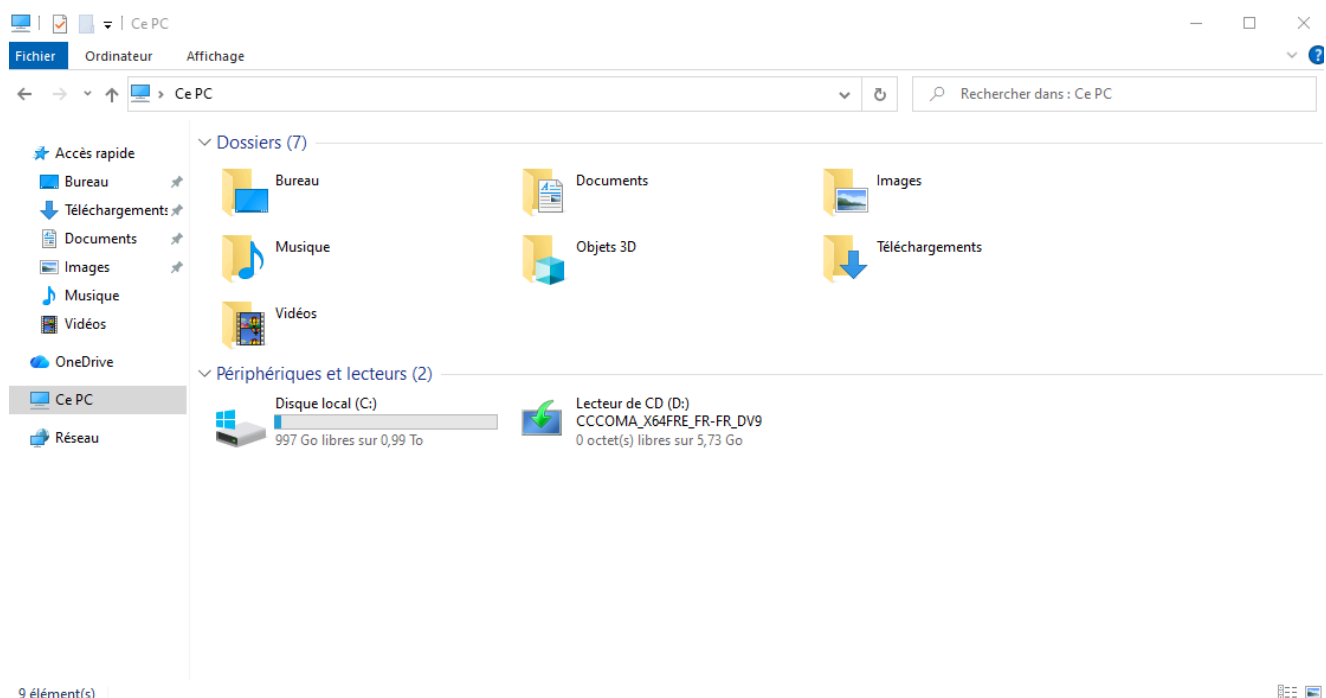 Ce PC
Fichier Ordinateur Affichage ?
Ce PC Rechercher dans : Ce PC
Accès rapide
Bureau
Téléchargements
Documents
Images
Musique
Vidéos
OneDrive
Ce PC
Réseau
Dossiers (7)
Bureau
Documents
Images
Musique
Objets 3D
Téléchargements
Vidéos
Périphériques et lecteurs (2)
Disque local (C:)
997 Go libres sur 0,99 To
Lecteur de CD (D:)
CCCOMA_X64FRE_FR-FR_DV9
0 octet(s) libres sur 5,73 Go
9 élément(s)